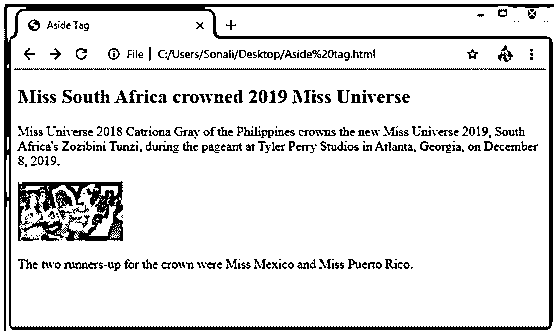 Aside Tag
File | C:/Users/Sonali/Desktop/Aside%20tag.html
Miss South Africa crowned 2019 Miss Universe
Miss Universe 2018 Catriona Gray of the Philippines crowns the new Miss Universe 2019, South
Africa's Zozibini Tunzi, during the pageant at Tyler Perry Studios in Atlanta, Georgia, on December
8, 2019.
The two runners-up for the crown were Miss Mexico and Miss Puerto Rico.